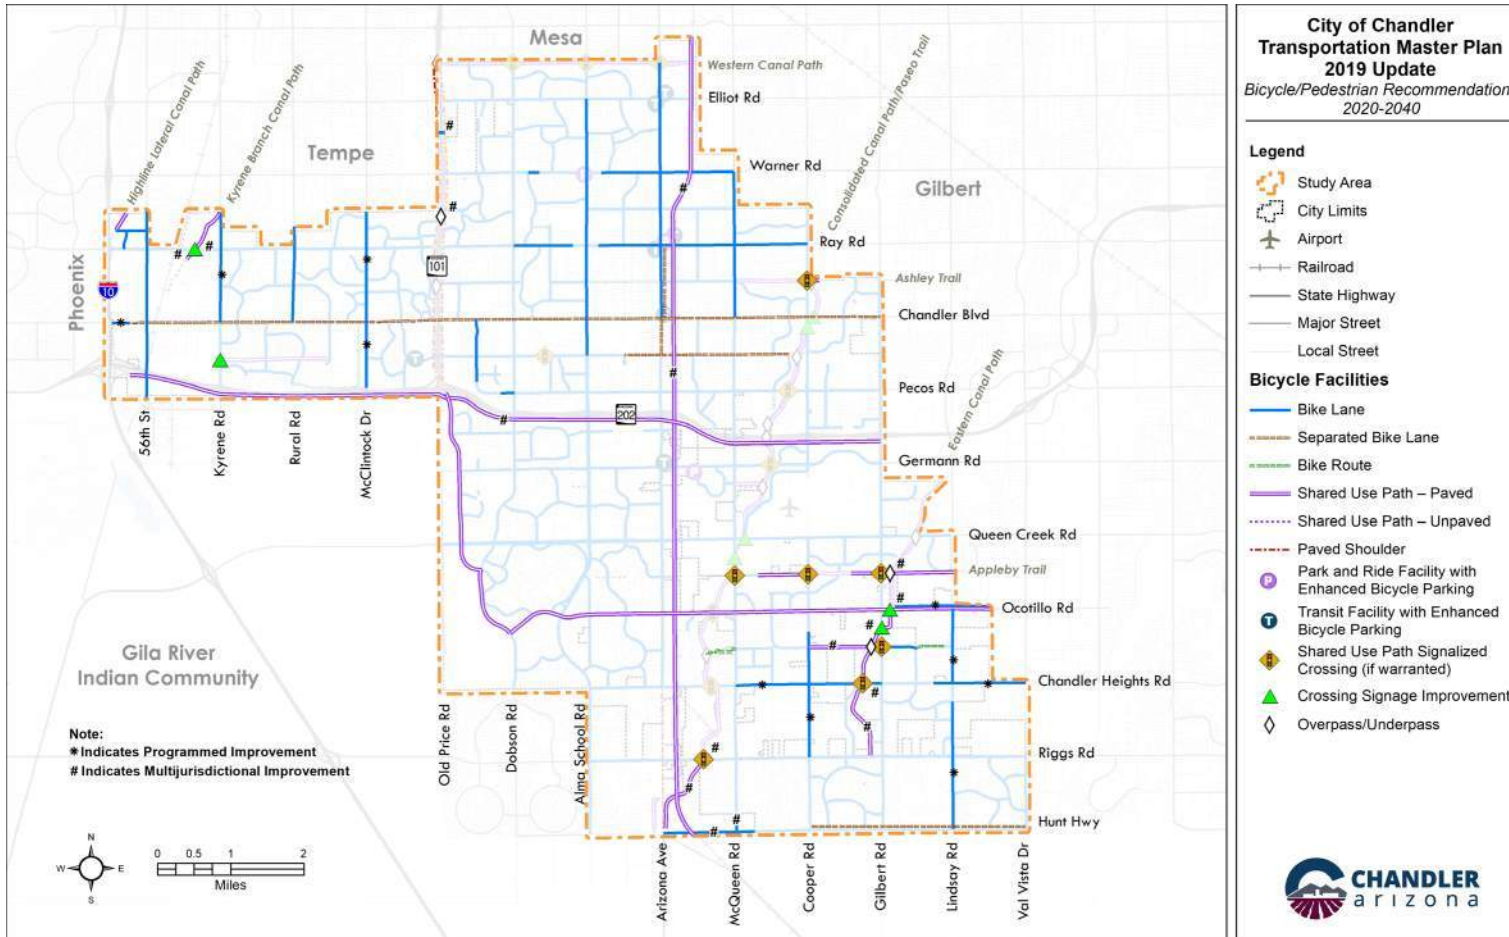 Mesa
Western Canal Path
Elliot Rd
Highline Lateral Canal Path
Kyrene Branch Canal Path
Tempe
Consolidated Canal Path/Paseo Trail
Warner Rd
Gilbert
#
#
#
Ray Rd
#
#
*
*
101
Phoenix
10
Ashley Trail
Chandler Blvd
*
*
T
T
P
P
#
Pecos Rd
#
202
Eastern Canal Path
56th St
Kyrene Rd
Rural Rd
McClintock Dr
T
P
Germann Rd
Queen Creek Rd
#
Appleby Trail
#
*
Ocotillo Rd
#
#
*
Gila River
Indian Community
*
#
*
Chandler Heights Rd
*
#
Old Price Rd
Dobson Rd
Alma School Rd
#
Riggs Rd
#
*
#
#
Hunt Hwy
Arizona Ave
McQueen Rd
Cooper Rd
Gilbert Rd
Lindsay Rd
Val Vista Dr
Note:
* Indicates Programmed Improvement
# Indicates Multijurisdictional Improvement
N
W
E
S
0 0.5 1 2
Miles
City of Chandler
Transportation Master Plan
2019 Update
Bicycle/Pedestrian Recommendation
2020-2040
Legend
Study Area
City Limits
Airport
Railroad
State Highway
Major Street
Local Street
Bicycle Facilities
Bike Lane
Separated Bike Lane
Bike Route
Shared Use Path – Paved
Shared Use Path – Unpaved
Paved Shoulder
P
Park and Ride Facility with
Enhanced Bicycle Parking
T
Transit Facility with Enhanced
Bicycle Parking
Shared Use Path Signalized
Crossing (if warranted)
Crossing Signage Improvement
Overpass/Underpass
CHANDLER
arizona